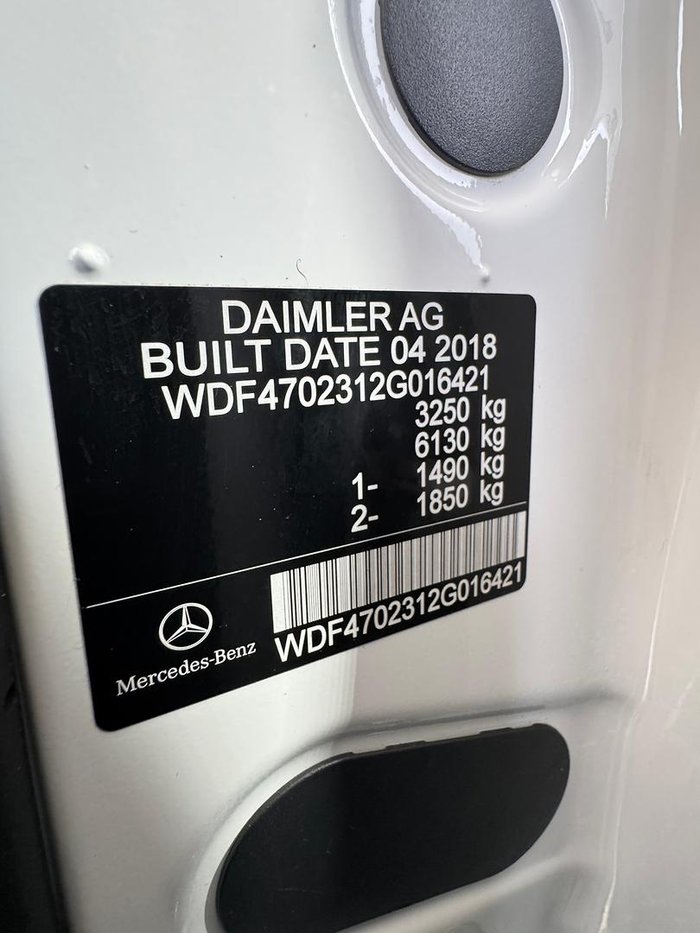 DAIMLER AG
BUILT DATE 04 2018
WDF4702312G016421
3250 kg
6130 kg
1- 1490 kg
2- 1850 kg
Mercedes-Benz
WDF4702312G016421